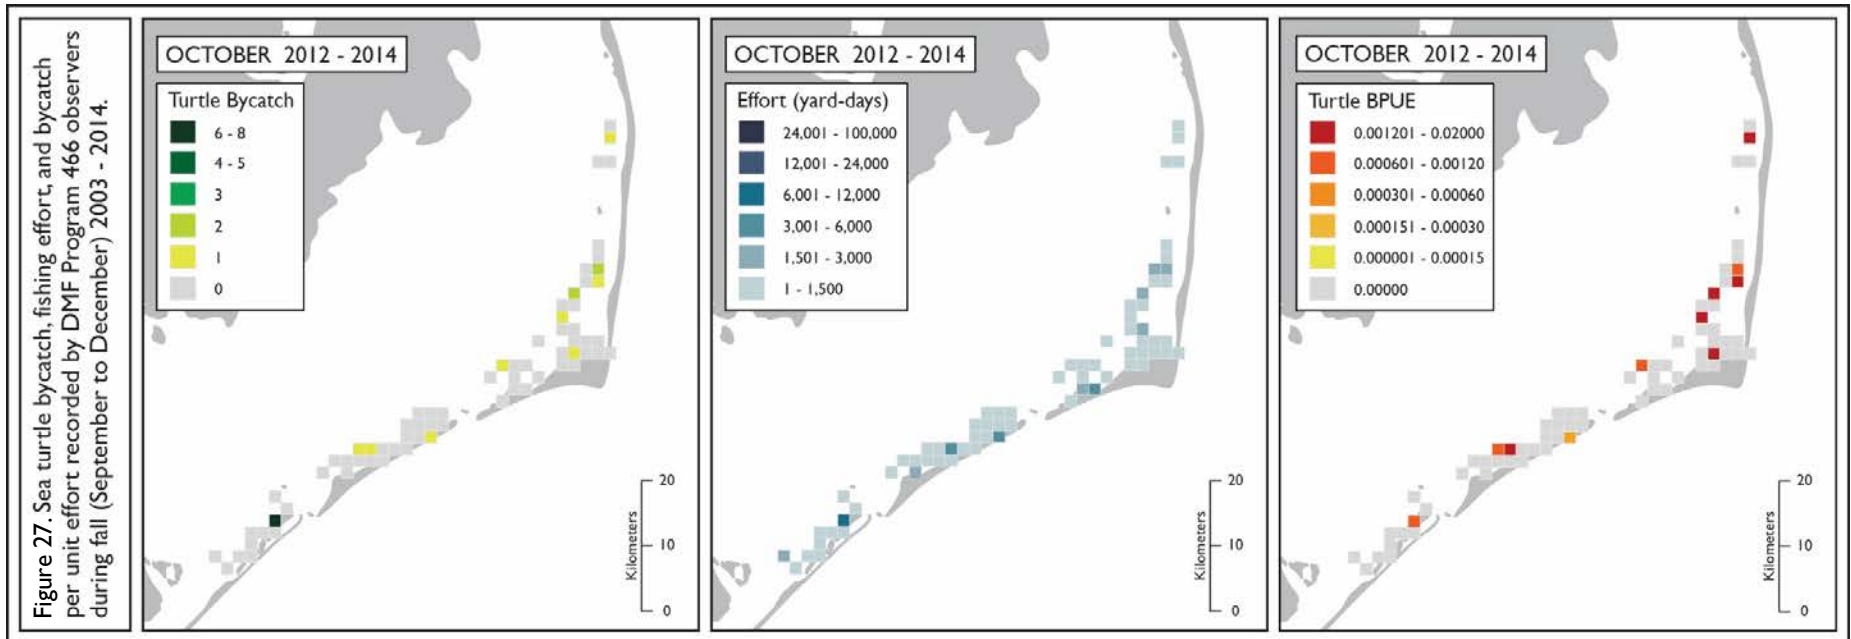 Figure 27. Sea turtle bycatch, fishing effort, and bycatch
per unit effort recorded by DMF Program 466 observers
during fall (September to December) 2003 - 2014.
OCTOBER 2012 - 2014
Turtle Bycatch
6 - 8
4 - 5
3
2
1
0
20
10
0
Kilometers
OCTOBER 2012 - 2014
Effort (yard-days)
24,001 - 100,000
12,001 - 24,000
6,001 - 12,000
3,001 - 6,000
1,501 - 3,000
1 - 1,500
20
10
0
Kilometers
OCTOBER 2012 - 2014
Turtle BPUE
0.001201 - 0.02000
0.000601 - 0.00120
0.000301 - 0.00060
0.000151 - 0.00030
0.000001 - 0.00015
0.00000
20
10
0
Kilometers